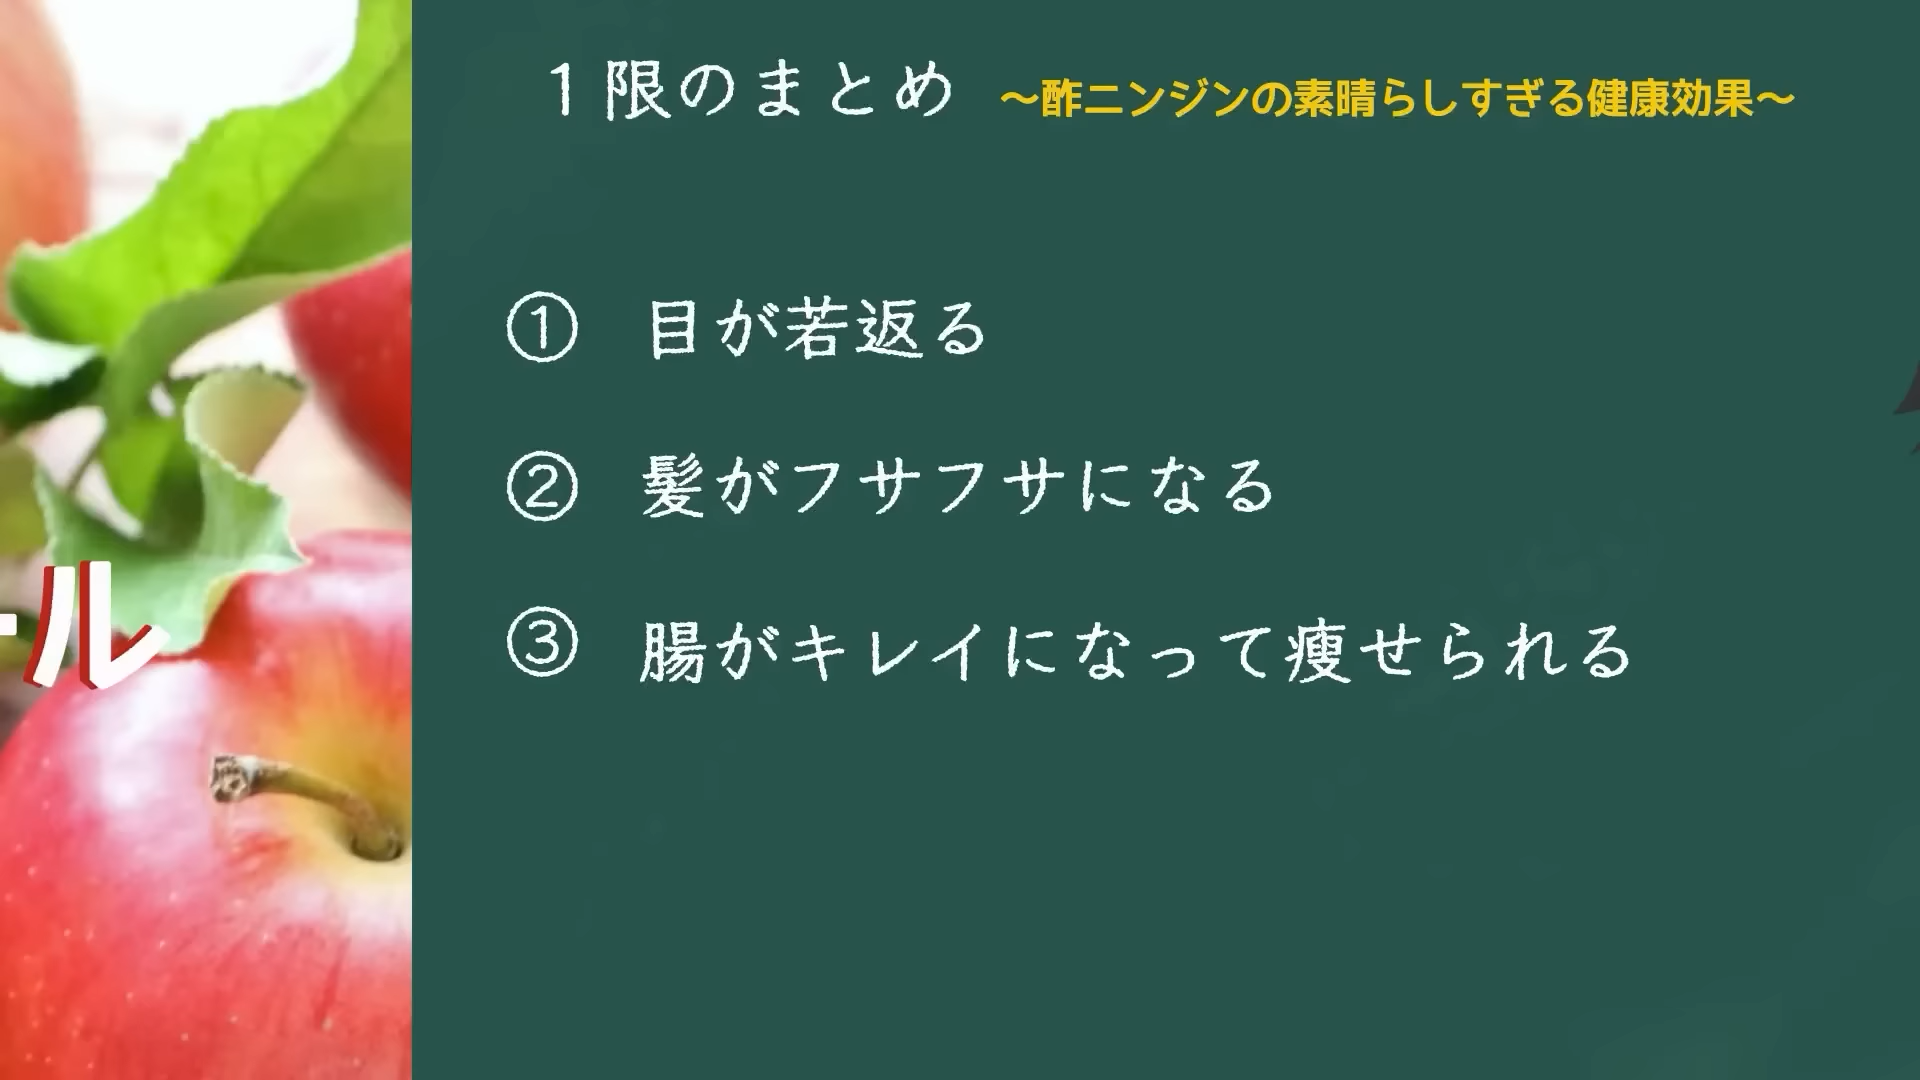 1限のまとめ ～酢ニンジンの素晴らしすぎる健康効果～
① 目が若返る
② 髪がフサフサになる
③ 腸がキレイになって痩せられる
ール